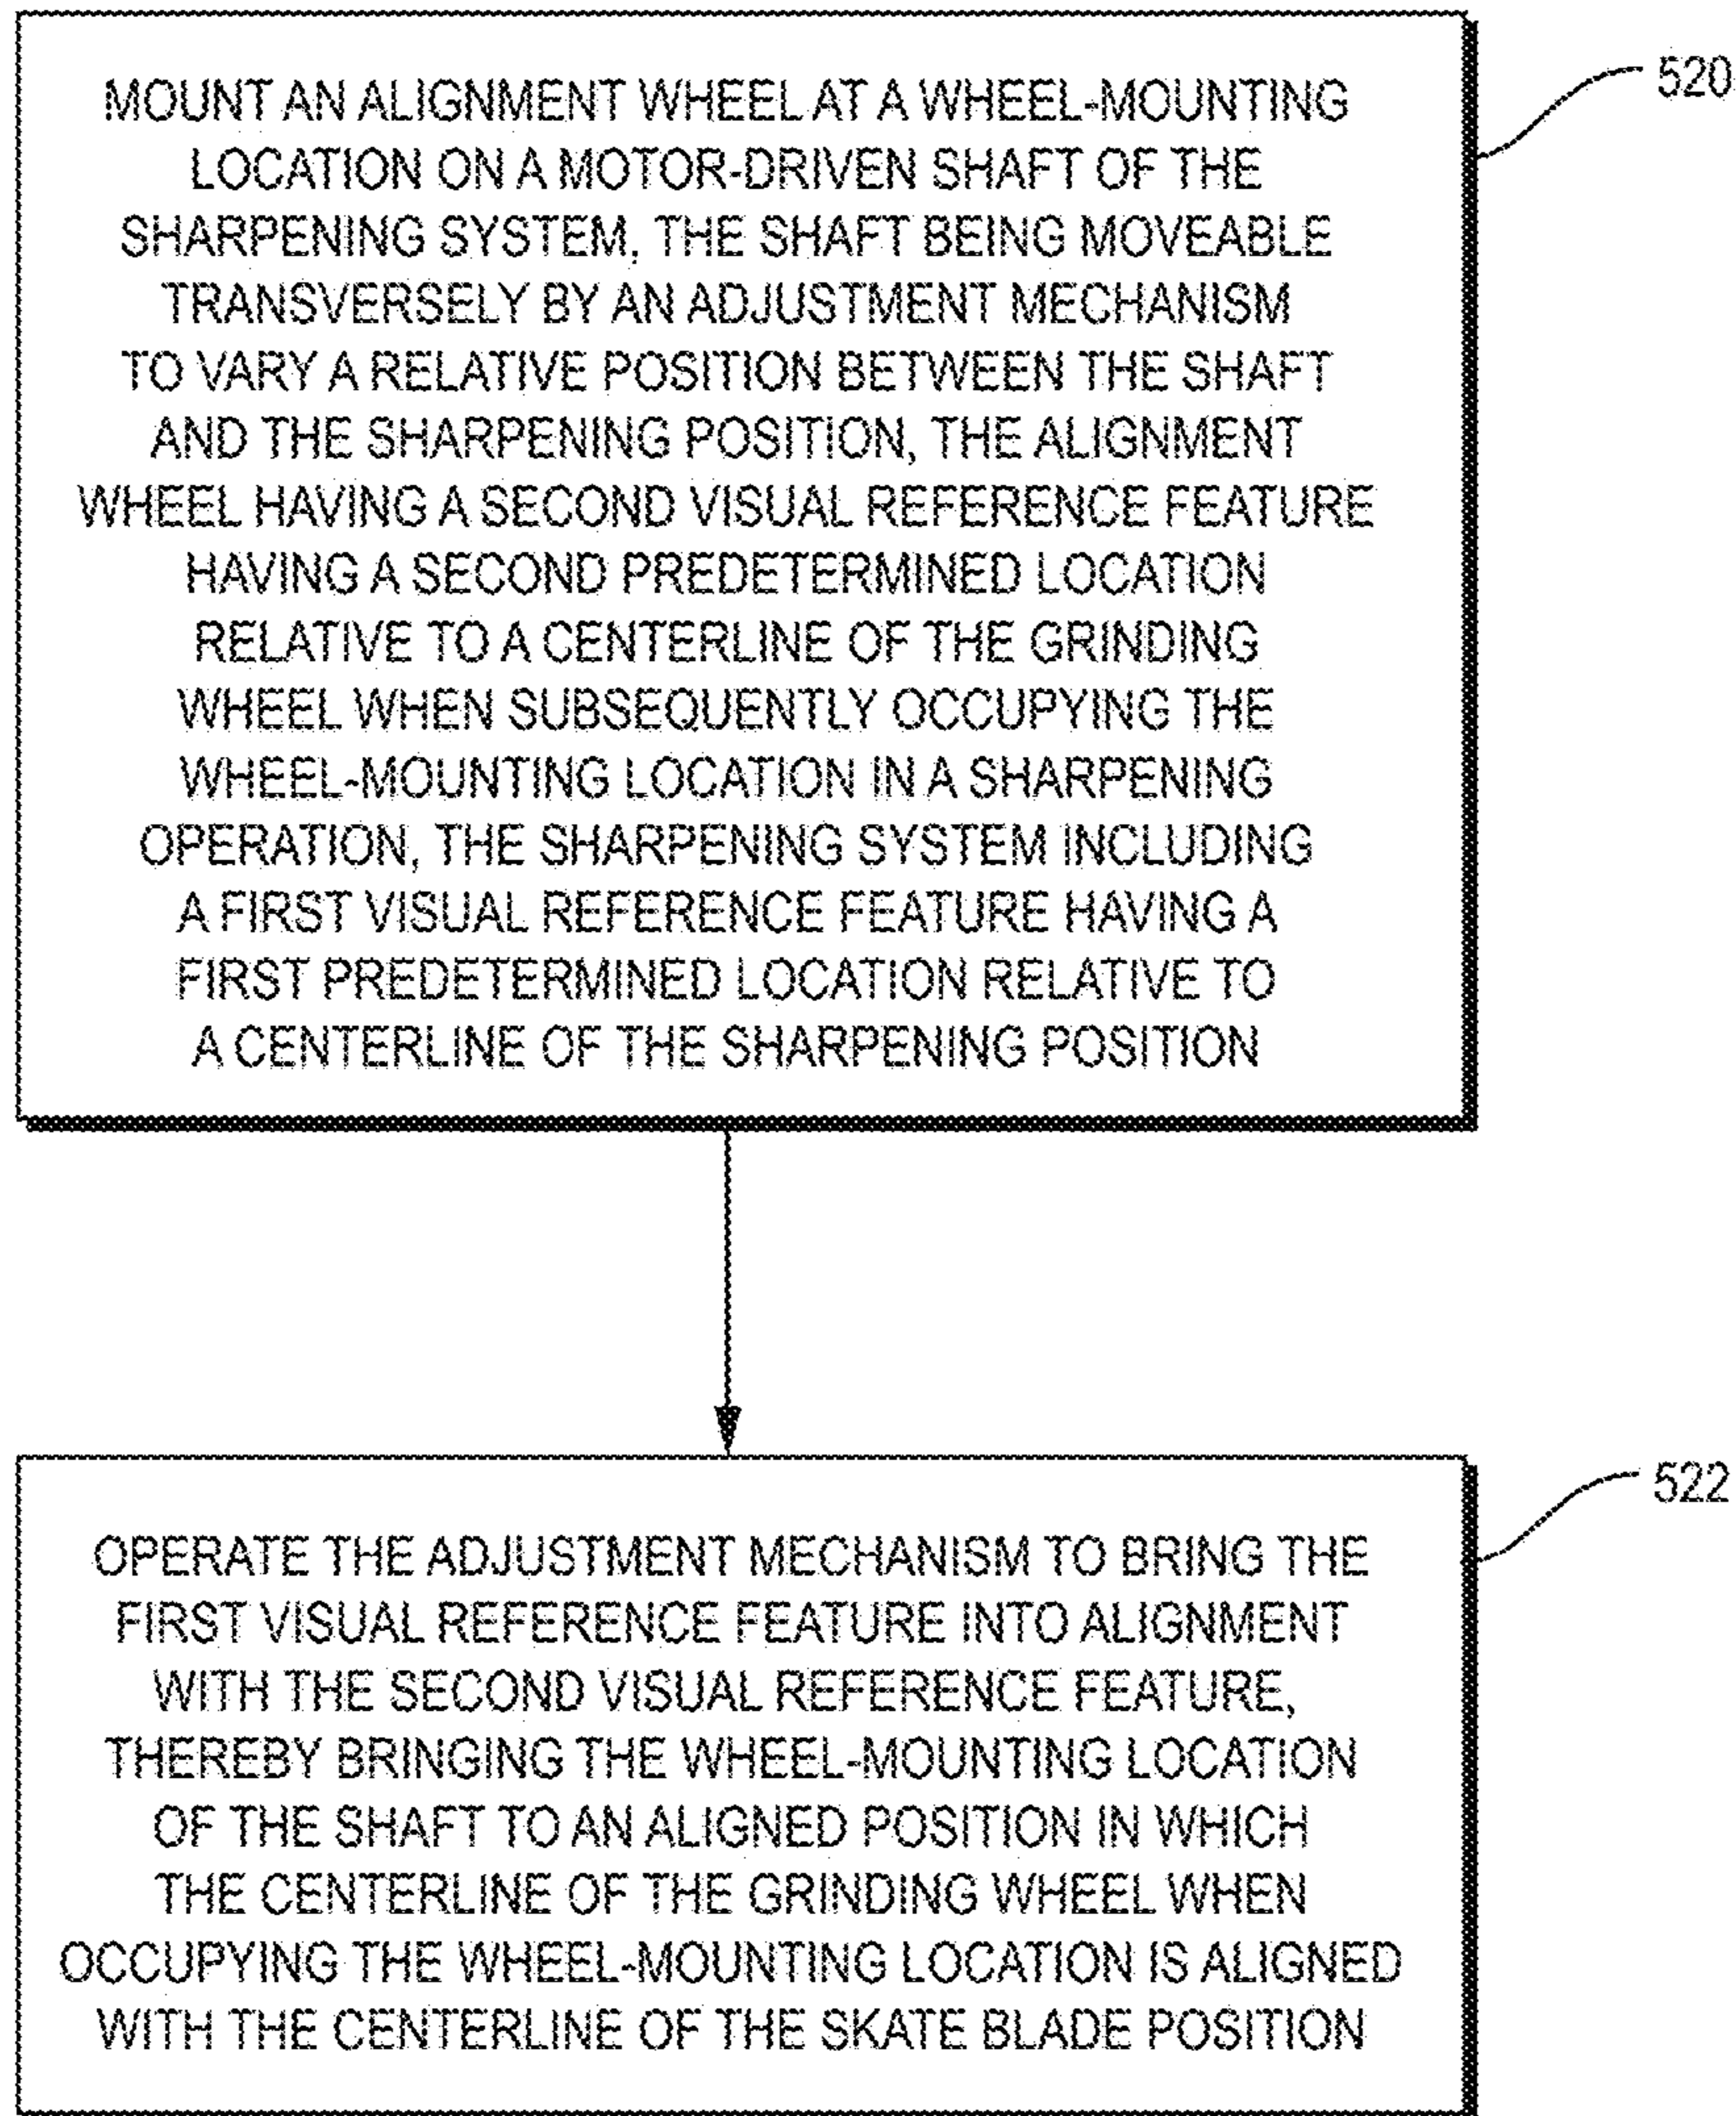 MOUNT AN ALIGNMENT WHEEL AT A WHEEL-MOUNTING
LOCATION ON A MOTOR-DRIVEN SHAFT OF THE
SHARPENING SYSTEM, THE SHAFT BEING MOVEABLE
TRANSVERSELY BY AN ADJUSTMENT MECHANISM
TO VARY A RELATIVE POSITION BETWEEN THE SHAFT
AND THE SHARPENING POSITION, THE ALIGNMENT
WHEEL HAVING A SECOND VISUAL REFERENCE FEATURE
HAVING A SECOND PREDETERMINED LOCATION
RELATIVE TO A CENTERLINE OF THE GRINDING
WHEEL WHEN SUBSEQUENTLY OCCUPYING THE
WHEEL-MOUNTING LOCATION IN A SHARPENING
OPERATION, THE SHARPENING SYSTEM INCLUDING
A FIRST VISUAL REFERENCE FEATURE HAVING A
FIRST PREDETERMINED LOCATION RELATIVE TO
A CENTERLINE OF THE SHARPENING POSITION
520
OPERATE THE ADJUSTMENT MECHANISM TO BRING THE
FIRST VISUAL REFERENCE FEATURE INTO ALIGNMENT
WITH THE SECOND VISUAL REFERENCE FEATURE,
THEREBY BRINGING THE WHEEL-MOUNTING LOCATION
OF THE SHAFT TO AN ALIGNED POSITION IN WHICH
THE CENTERLINE OF THE GRINDING WHEEL WHEN
OCCUPYING THE WHEEL-MOUNTING LOCATION IS ALIGNED
WITH THE CENTERLINE OF THE SKATE BLADE POSITION
522